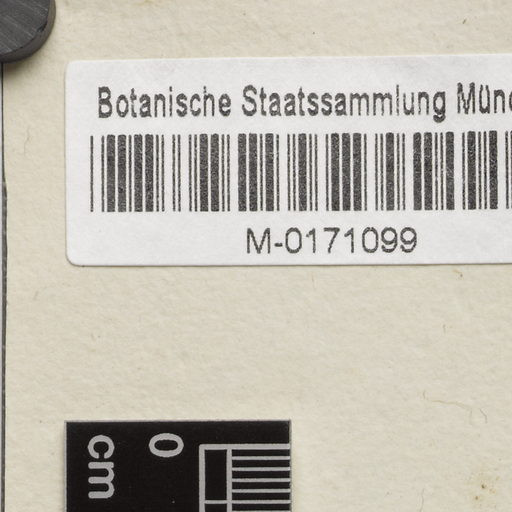 Botanische Staatssammlung Münc
M-0171099
0
cm